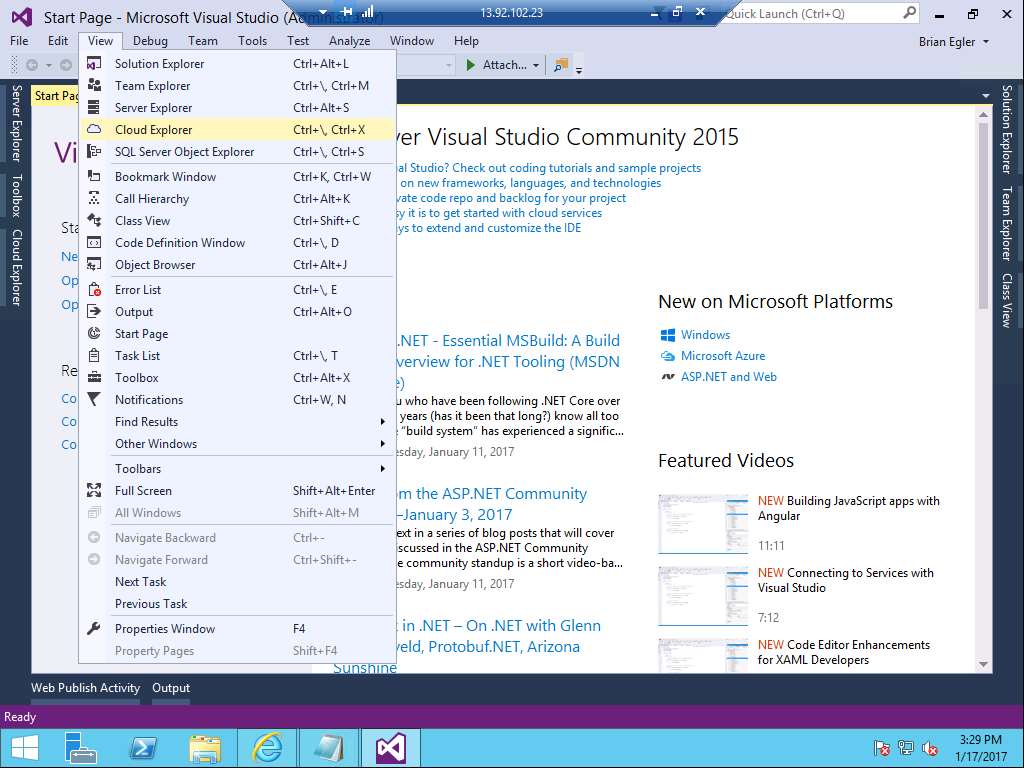 Start Page - Microsoft Visual Studio (Administrator)
13.92.102.23
Quick Launch (Ctrl+Q)
File Edit View Debug Team Tools Test Analyze Window Help
Brian Egler
Attach...
Server Explorer
Toolbox
Cloud Explorer
Start Pag
Solution Explorer Ctrl+Alt+L
Team Explorer Ctrl+\, Ctrl+M
Server Explorer Ctrl+Alt+S
Cloud Explorer Ctrl+\, Ctrl+X
SQL Server Object Explorer Ctrl+\, Ctrl+S
Bookmark Window Ctrl+K, Ctrl+W
Call Hierarchy Ctrl+Alt+K
Class View Ctrl+Shift+C
Code Definition Window Ctrl+\, D
Object Browser Ctrl+Alt+J
Error List Ctrl+\, E
Output Ctrl+Alt+O
Start Page
Task List Ctrl+\, T
Toolbox Ctrl+Alt+X
Notifications Ctrl+W, N
Find Results
Other Windows
Toolbars
Full Screen Shift+Alt+Enter
All Windows Shift+Alt+M
Navigate Backward Ctrl+-
Navigate Forward Ctrl+Shift+-
Next Task
Previous Task
Properties Window F4
Property Pages Shift+F4
Vi
Sta
Ne
Op
Op
Re
Co
Co
Co
ver Visual Studio Community 2015
al Studio? Check out coding tutorials and sample projects
on new frameworks, languages, and technologies
vate code repo and backlog for your project
sy it is to get started with cloud services
ys to extend and customize the IDE
.NET - Essential MSBuild: A Build
verview for .NET Tooling (MSDN
e)
u who have been following .NET Core over
years (has it been that long?) know all too
e “build system” has experienced a signific...
esday, January 11, 2017
om the ASP.NET Community
–January 3, 2017
ext in a series of blog posts that will cover
iscussed in the ASP.NET Community
e community standup is a short video-ba...
esday, January 11, 2017
k in .NET – On .NET with Glenn
veld, Protobuf.NET, Arizona
Sunshine
New on Microsoft Platforms
Windows
Microsoft Azure
ASP.NET and Web
Featured Videos
NEW Building JavaScript apps with
Angular
11:11
NEW Connecting to Services with
Visual Studio
7:12
NEW Code Editor Enhancements
for XAML Developers
Solution Explorer
Team Explorer
Class View
Web Publish Activity Output
Ready
3:29 PM
1/17/2017